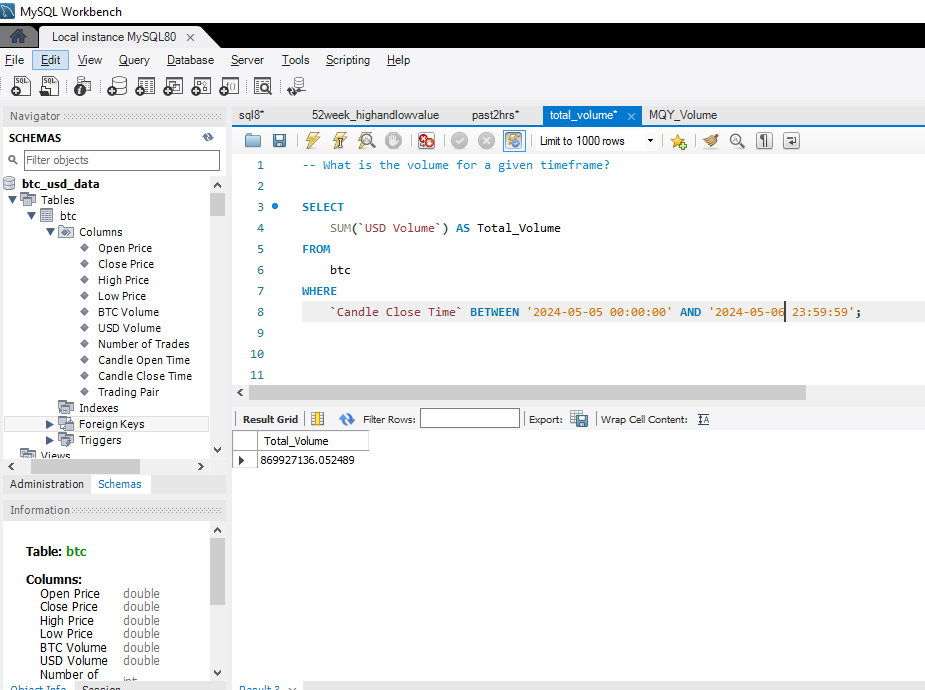 MySQL Workbench
Local instance MySQL80
File Edit View Query Database Server Tools Scripting Help
Navigator
SCHEMAS
Filter objects
btc_usd_data
Tables
btc
Columns
Open Price
Close Price
High Price
Low Price
BTC Volume
USD Volume
Number of Trades
Candle Open Time
Candle Close Time
Trading Pair
Indexes
Foreign Keys
Triggers
Views
Administration Schemas
Information
Table: btc
Columns:
Open Price double
Close Price double
High Price double
Low Price double
BTC Volume double
USD Volume double
Number of int
Object Info Session
sql8* 52week_highandlowvalue past2hrs* total_volume* MQY_Volume
Limit to 1000 rows
1 -- What is the volume for a given timeframe?
2
3 SELECT
4 SUM(`USD Volume`) AS Total_Volume
5 FROM
6 btc
7 WHERE
8 `Candle Close Time` BETWEEN '2024-05-05 00:00:00' AND '2024-05-06 23:59:59';
9
10
11
Result Grid Filter Rows: Export: Wrap Cell Content:
Total_Volume
869927136.052489